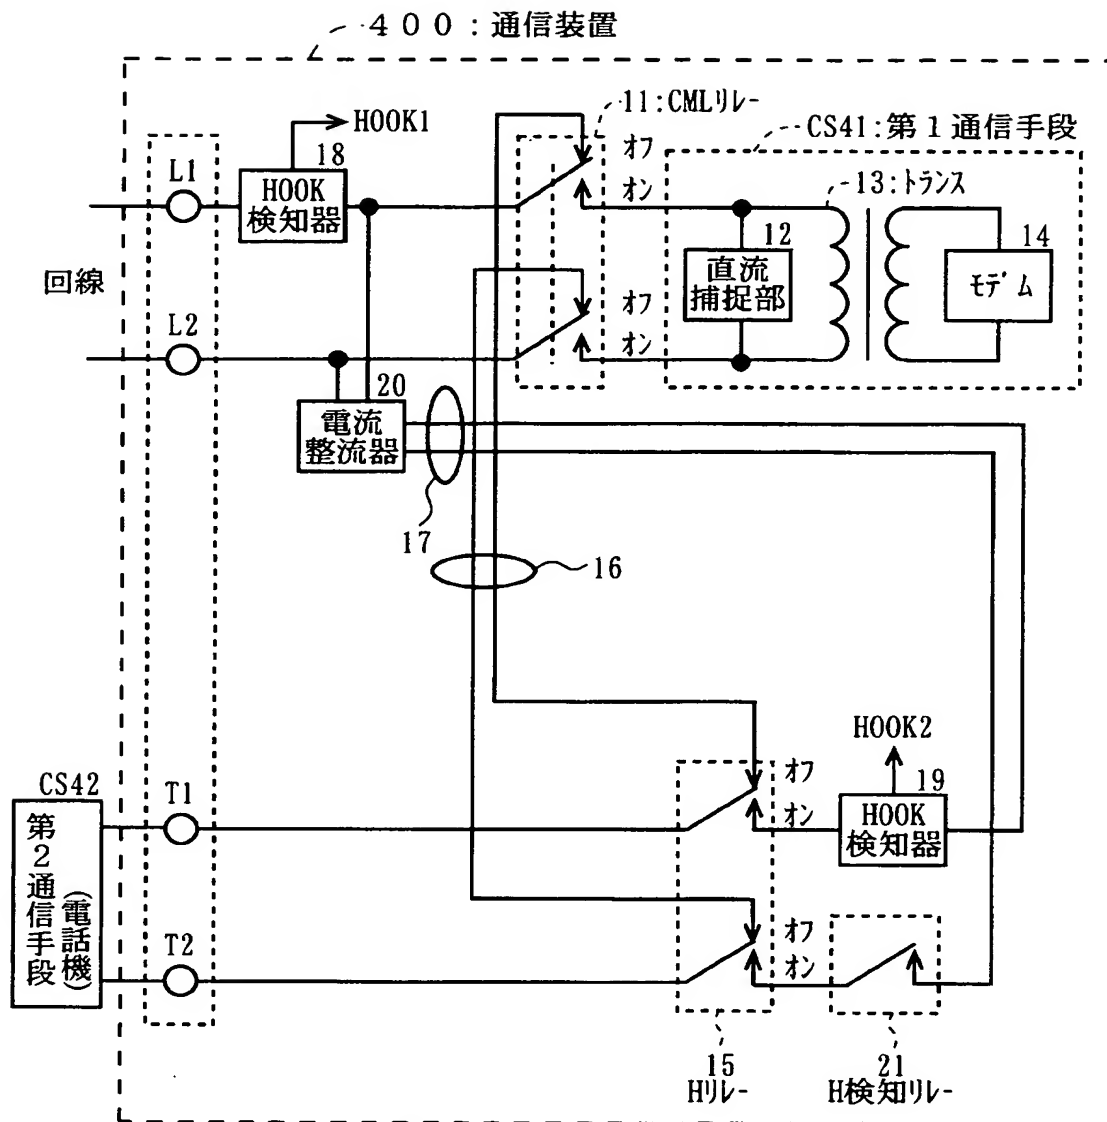 400:通信装置
11:CMLリレー
HOOK1
CS41:第1通信手段
L1
18
HOOK
検知器
オフ
オン
13:トランス
12
直流
捕捉部
14
モデム
回線
L2
オフ
オン
20
電流
整流器
17
16
HOOK2
CS42
T1
オフ
オン
19
HOOK
検知器
第2通信手段
(電話機)
T2
オフ
オン
15
Hリレー
21
H検知リレー